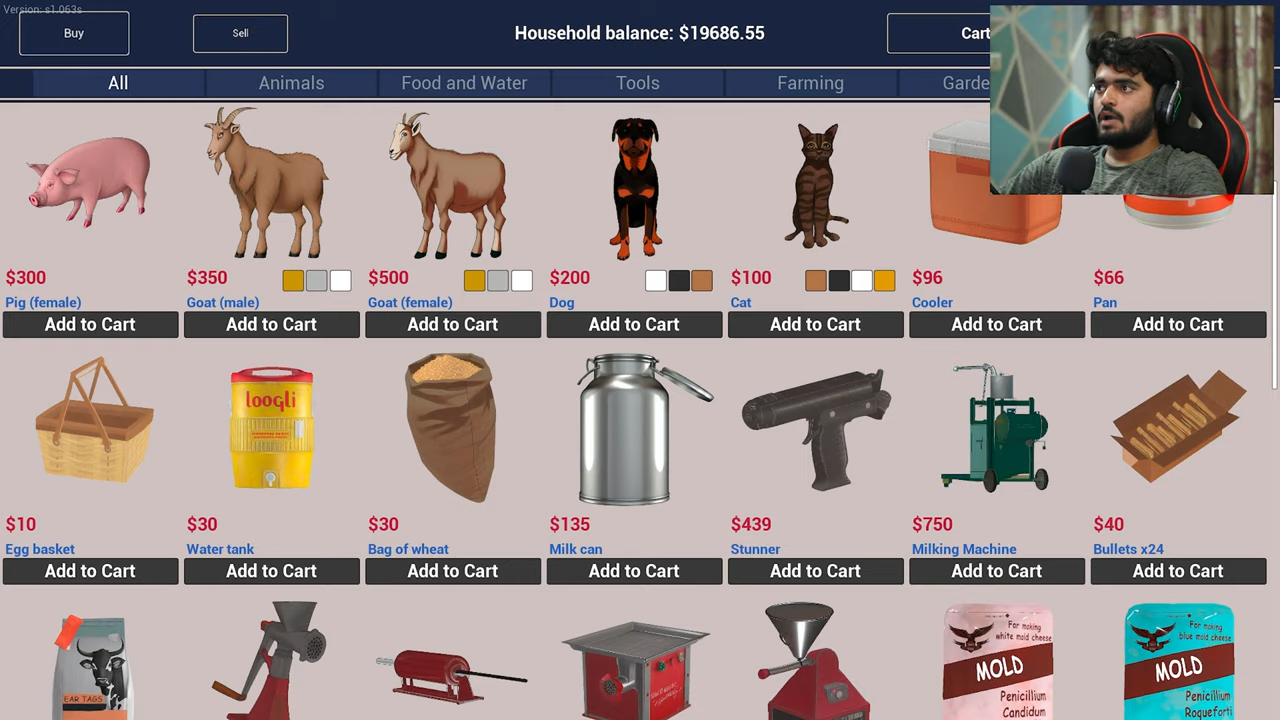 Version: s1.063s
Buy
Sell
Household balance: $19686.55
Cart
All
Animals
Food and Water
Tools
Farming
Garde
$300
$350
$500
$200
$100
$96
$66
Pig (female)
Goat (male)
Goat (female)
Dog
Cat
Cooler
Pan
Add to Cart
Add to Cart
Add to Cart
Add to Cart
Add to Cart
Add to Cart
Add to Cart
loogli
$10
$30
$30
$135
$439
$750
$40
Egg basket
Water tank
Bag of wheat
Milk can
Stunner
Milking Machine
Bullets x24
Add to Cart
Add to Cart
Add to Cart
Add to Cart
Add to Cart
Add to Cart
Add to Cart
EAR TAGS
For making
white mold cheese
MOLD
Penicillium
Candidum
For making
blue mold cheese
MOLD
Penicillium
Roqueforti